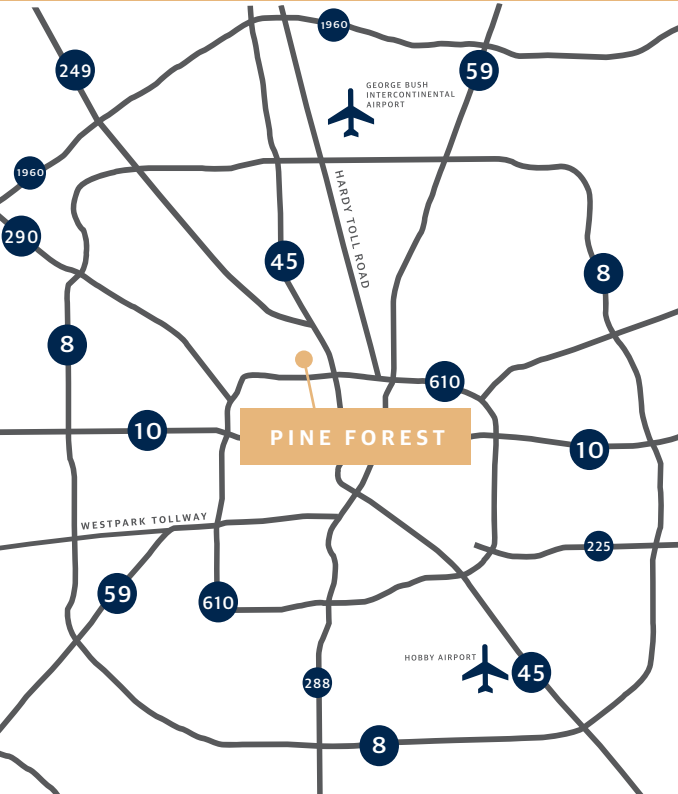 1960
249
59
GEORGE BUSH
INTERCONTINENTAL
AIRPORT
1960
HARDY TOLL ROAD
290
45
8
8
610
PINE FOREST
10
10
WESTPARK TOLLWAY
225
59
610
HOBBY AIRPORT
45
288
8